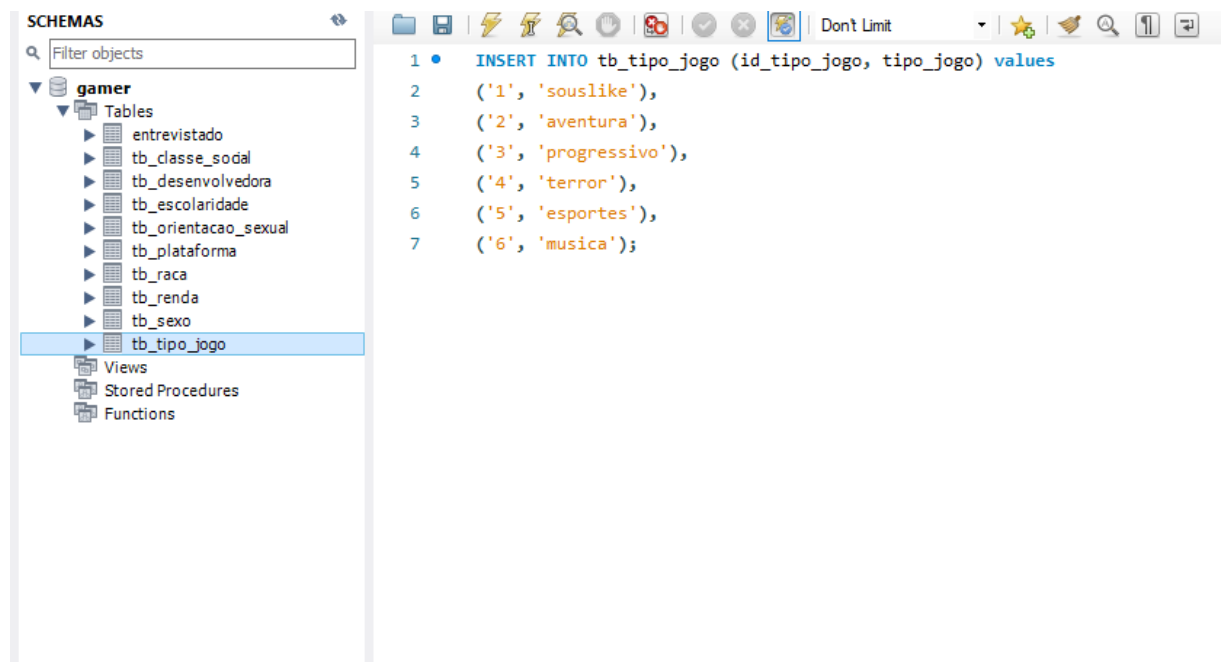 SCHEMAS
Filter objects
gamer
Tables
entrevistado
tb_classe_social
tb_desenvolvedora
tb_escolaridade
tb_orientacao_sexual
tb_plataforma
tb_raca
tb_renda
tb_sexo
tb_tipo_jogo
Views
Stored Procedures
Functions
Don't Limit
1 INSERT INTO tb_tipo_jogo (id_tipo_jogo, tipo_jogo) values
2 ('1', 'souslike'),
3 ('2', 'aventura'),
4 ('3', 'progressivo'),
5 ('4', 'terror'),
6 ('5', 'esportes'),
7 ('6', 'musica');